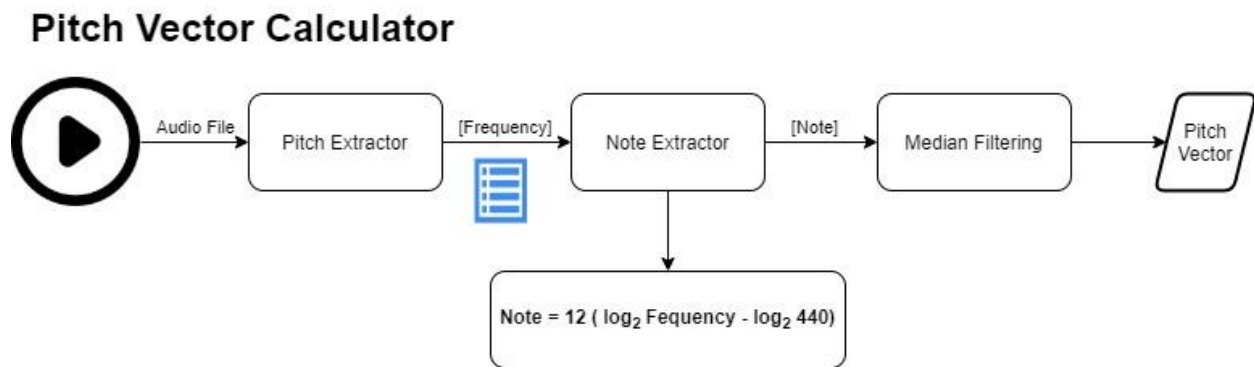 Pitch Vector Calculator
Audio File
Pitch Extractor
[Frequency]
Note Extractor
[Note]
Median Filtering
Pitch
Vector
Note = 12 ( log₂ Fequency - log₂ 440)